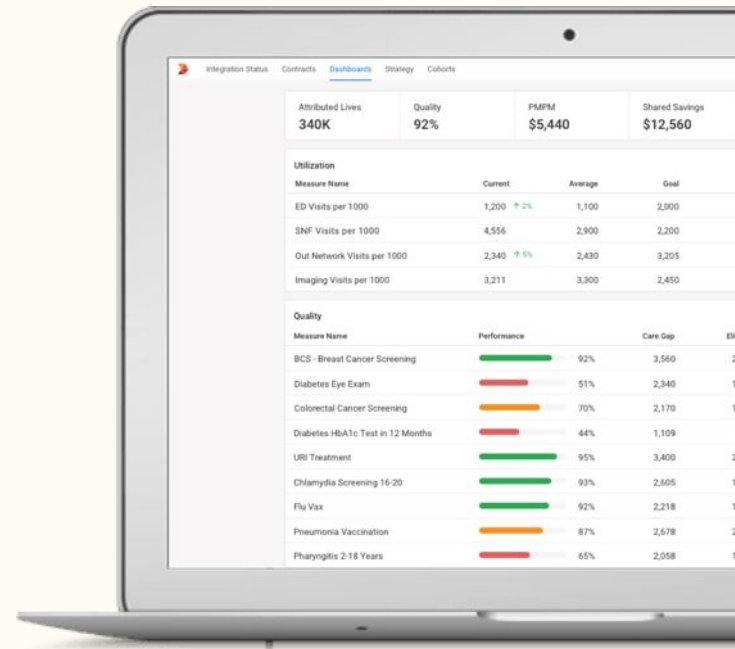 Integration Status Contracts Dashboards Strategy Cohorts
Attributed Lives Quality PMPM Shared Savings
340K 92% $5,440 $12,560
Utilization
Measure Name Current Average Goal
ED Visits per 1000 1,200 ↑ 2% 1,100 2,000
SNF Visits per 1000 4,556 2,900 2,200
Out Network Visits per 1000 2,340 ↑ 5% 2,430 3,205
Imaging Visits per 1000 3,211 3,300 2,450
Quality
Measure Name Performance Care Gap
BCS - Breast Cancer Screening 92% 3,560
Diabetes Eye Exam 51% 2,340
Colorectal Cancer Screening 70% 2,170
Diabetes HbA1c Test in 12 Months 44% 1,109
URI Treatment 95% 3,400
Chlamydia Screening 16-20 93% 2,605
Flu Vax 92% 2,218
Pneumonia Vaccination 87% 2,678
Pharyngitis 2-18 Years 65% 2,058